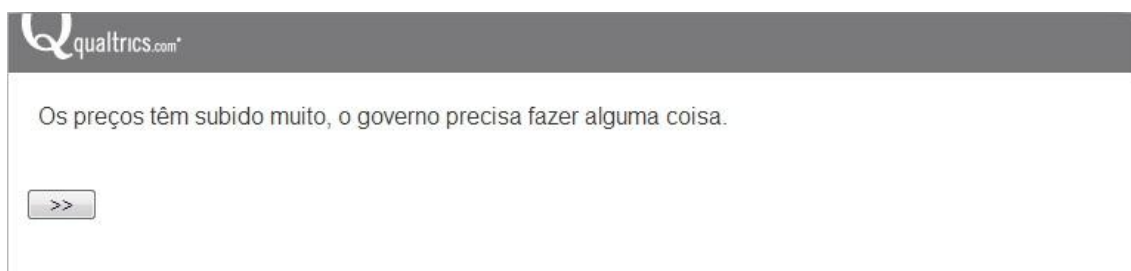 qualtrics.com
Os preços têm subido muito, o governo precisa fazer alguma coisa.
>>